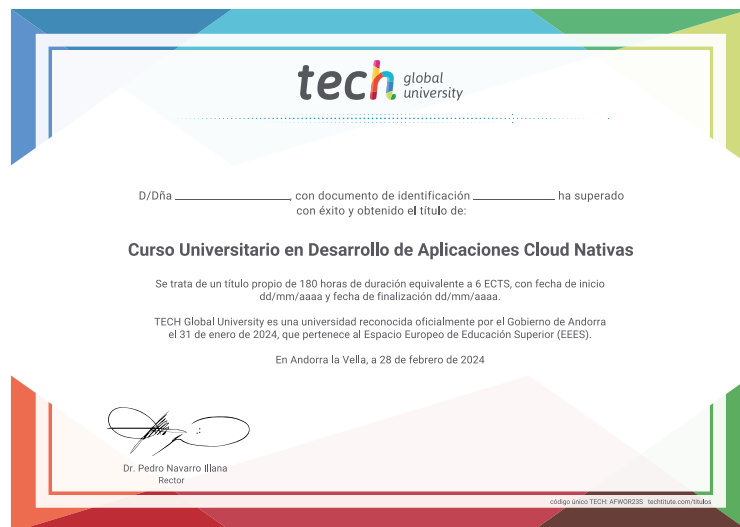 tech global university
D/Dña ____________________, con documento de identificación ______________ ha superado
con éxito y obtenido el título de:
Curso Universitario en Desarrollo de Aplicaciones Cloud Nativas
Se trata de un título propio de 180 horas de duración equivalente a 6 ECTS, con fecha de inicio
dd/mm/aaaa y fecha de finalización dd/mm/aaaa.
TECH Global University es una universidad reconocida oficialmente por el Gobierno de Andorra
el 31 de enero de 2024, que pertenece al Espacio Europeo de Educación Superior (EEES).
En Andorra la Vella, a 28 de febrero de 2024
Dr. Pedro Navarro Illana
Rector
código único TECH: AFWOR23S techtitute.com/titulos